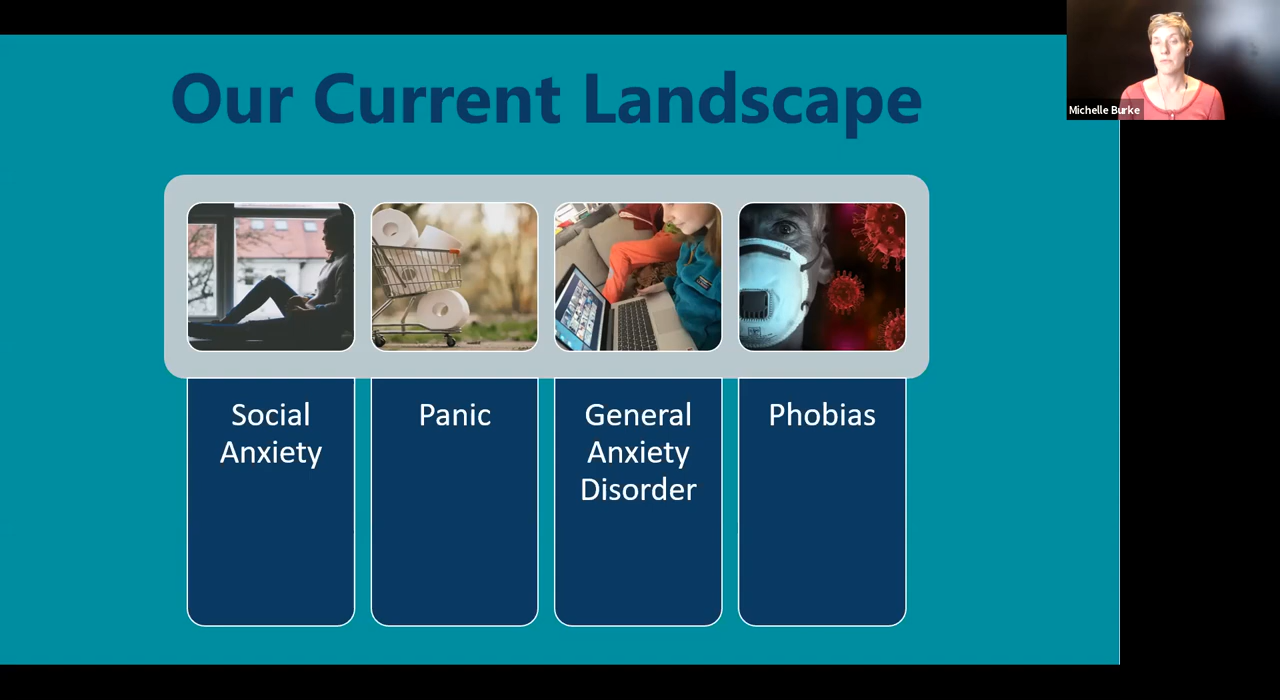 Our Current Landscape
Michelle Burke
Social
Anxiety
Panic
General
Anxiety
Disorder
Phobias